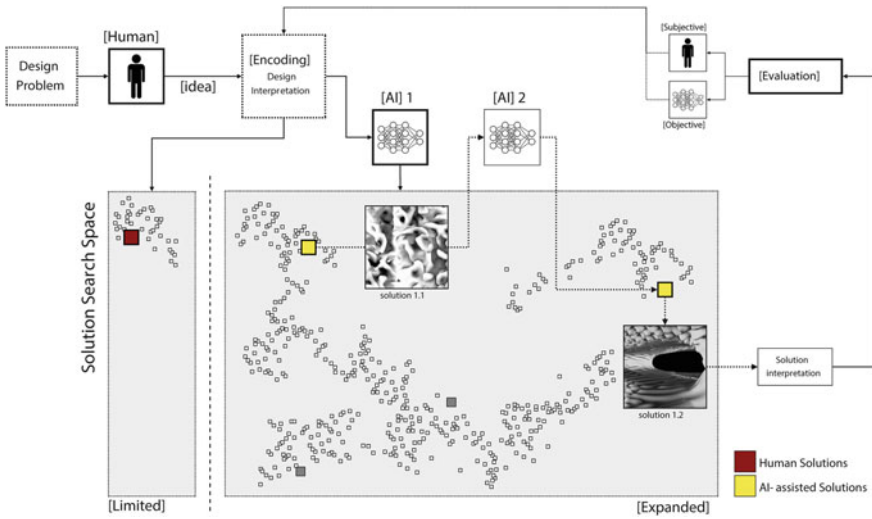 Design
Problem
[Human]
[idea]
[Encoding]
Design
Interpretation
[AI] 1
[AI] 2
[Subjective]
[Objective]
[Evaluation]
Solution Search Space
solution 1.1
solution 1.2
Solution
interpretation
Human Solutions
AI- assisted Solutions
[Limited]
[Expanded]